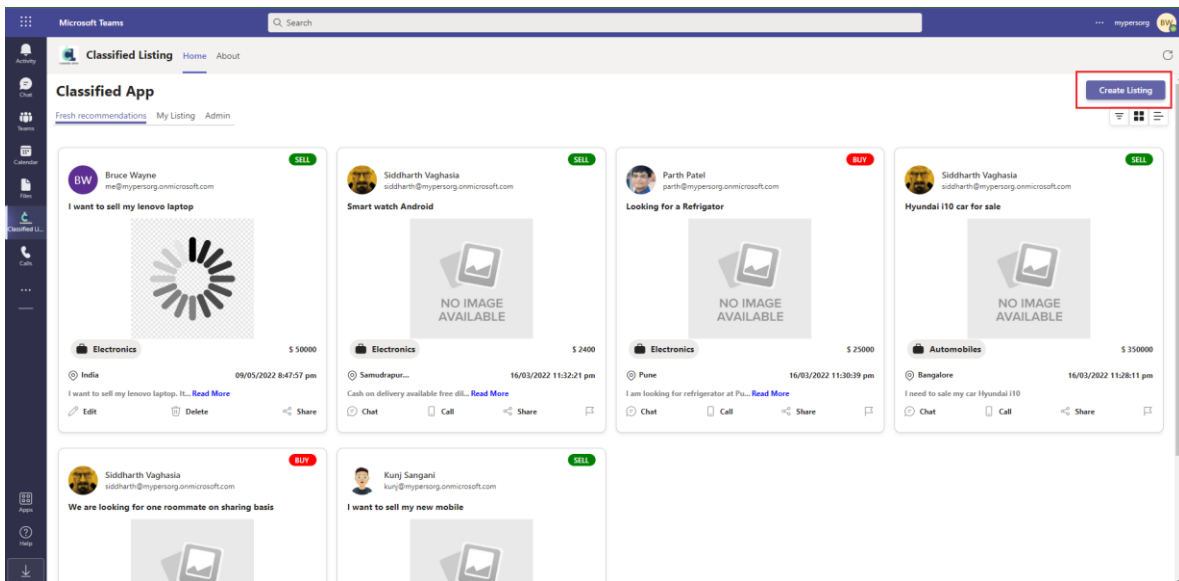 Microsoft Teams
Search
mypersorg
BW
Activity
Chat
Teams
Calendar
Files
Classified Li...
Calls
Apps
Help
Classified Listing Home About
Classified App
Create Listing
Fresh recommendations My Listing Admin
SELL
BW
Bruce Wayne
me@mypersorg.onmicrosoft.com
I want to sell my lenovo laptop
Electronics $ 50000
India 09/05/2022 8:47:57 pm
I want to sell my lenovo laptop. It... Read More
Edit Delete Share
SELL
Siddharth Vaghasia
siddharth@mypersorg.onmicrosoft.com
Smart watch Android
NO IMAGE
AVAILABLE
Electronics $ 2400
Samudrapur... 16/03/2022 11:32:21 pm
Cash on delivery available free dil... Read More
Chat Call Share
BUY
Parth Patel
parth@mypersorg.onmicrosoft.com
Looking for a Refrigator
NO IMAGE
AVAILABLE
Electronics $ 25000
Pune 16/03/2022 11:30:39 pm
I am looking for refrigerator at Pu... Read More
Chat Call Share
SELL
Siddharth Vaghasia
siddharth@mypersorg.onmicrosoft.com
Hyundai i10 car for sale
NO IMAGE
AVAILABLE
Automobiles $ 350000
Bangalore 16/03/2022 11:28:11 pm
I need to sale my car Hyundai i10
Chat Call Share
BUY
Siddharth Vaghasia
siddharth@mypersorg.onmicrosoft.com
We are looking for one roommate on sharing basis
SELL
Kunj Sangani
kunj@mypersorg.onmicrosoft.com
I want to sell my new mobile